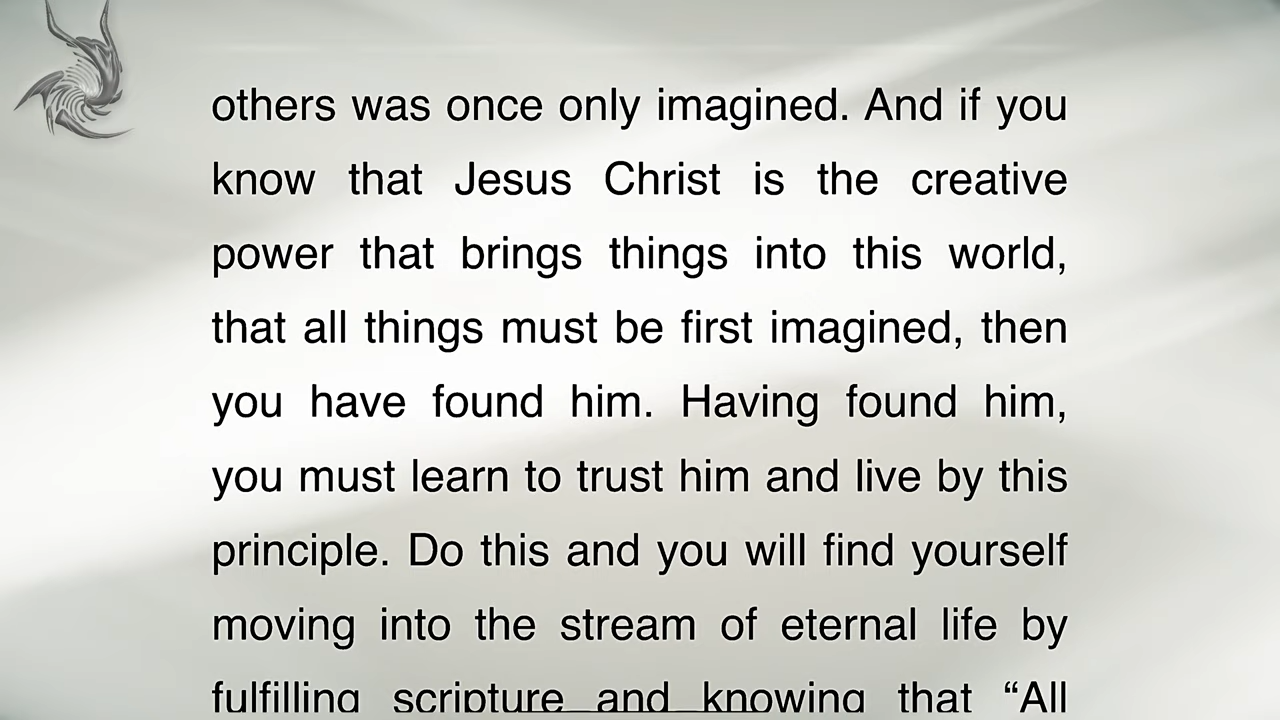 others was once only imagined. And if you
know that Jesus Christ is the creative
power that brings things into this world,
that all things must be first imagined, then
you have found him. Having found him,
you must learn to trust him and live by this
principle. Do this and you will find yourself
moving into the stream of eternal life by
fulfilling scripture and knowing that “All